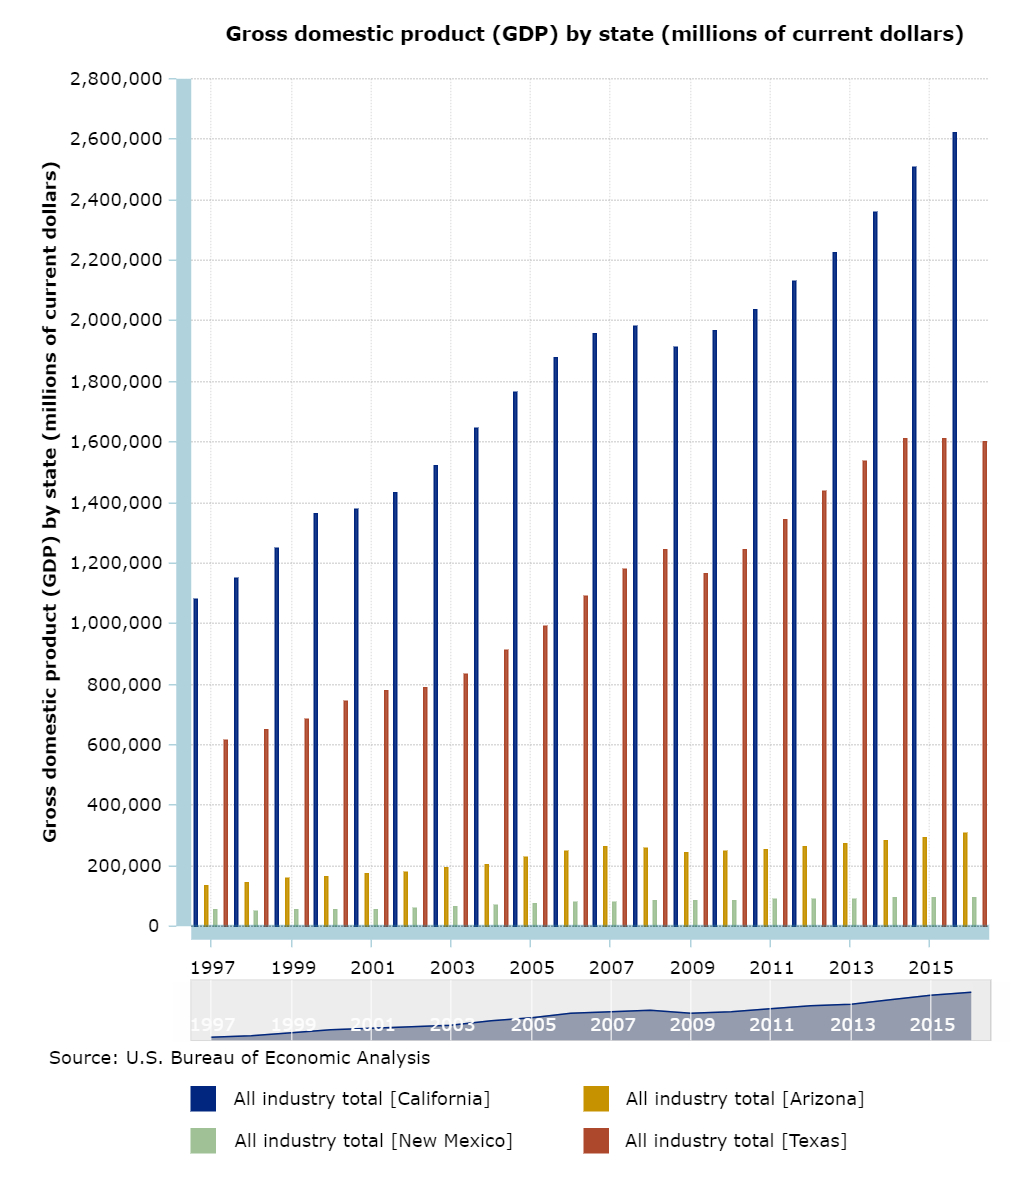 Gross domestic product (GDP) by state (millions of current dollars)
Gross domestic product (GDP) by state (millions of current dollars)
2,800,000
2,600,000
2,400,000
2,200,000
2,000,000
1,800,000
1,600,000
1,400,000
1,200,000
1,000,000
800,000
600,000
400,000
200,000
0
1997 1999 2001 2003 2005 2007 2009 2011 2013 2015
1997 1999 2001 2003 2005 2007 2009 2011 2013 2015
Source: U.S. Bureau of Economic Analysis
All industry total [California] All industry total [Arizona]
All industry total [New Mexico] All industry total [Texas]